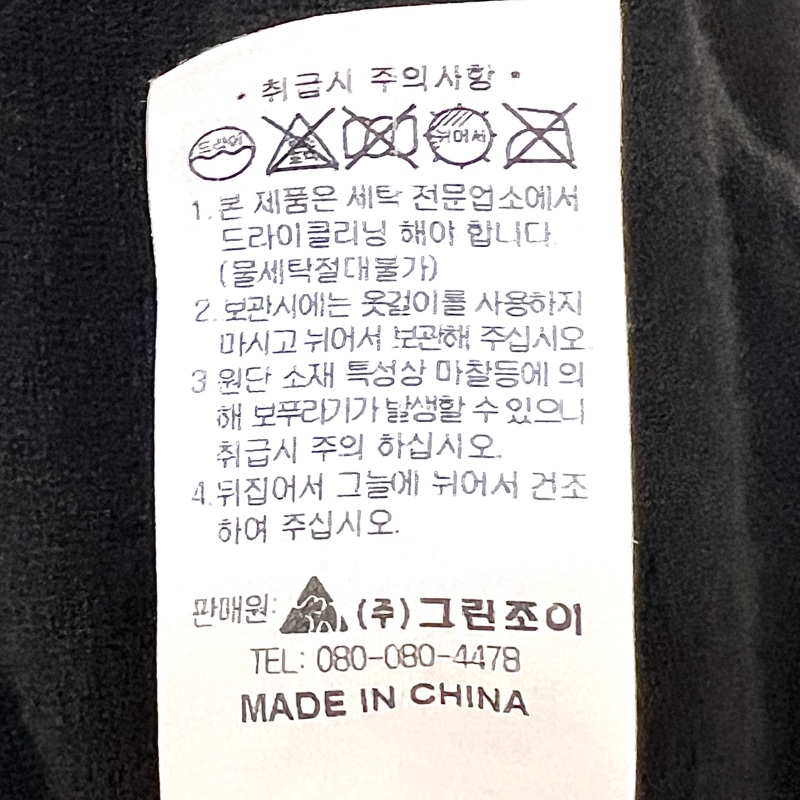 · 취급시 주의사항 ·
드라이 뉘어서
1. 본 제품은 세탁 전문업소에서
드라이클리닝 해야 합니다.
(물세탁절대불가)
2. 보관시에는 옷걸이를 사용하지
마시고 뉘어서 보관해 주십시오.
3 원단 소재 특성상 마찰등에 의
해 보푸라기가 발생할 수 있으니
취급시 주의 하십시오.
4. 뒤집어서 그늘에 뉘어서 건조
하여 주십시오.
판매원: (주)그린조이
TEL: 080-080-4478
MADE IN CHINA